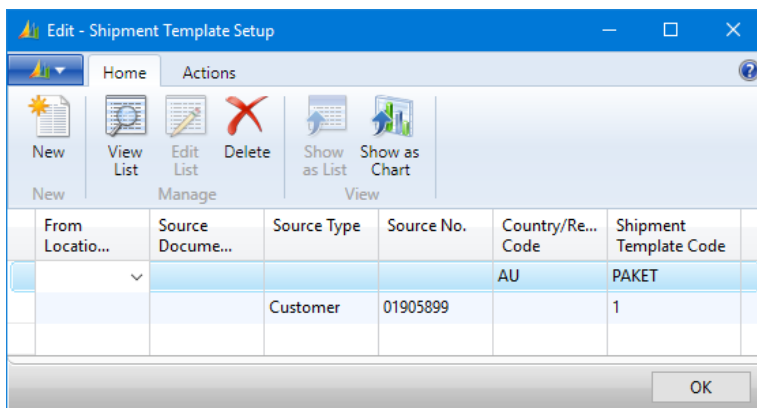 Edit - Shipment Template Setup
Home Actions
New View List Edit List Delete Show as List Show as Chart
New Manage View
From Locatio... Source Docume... Source Type Source No. Country/Re... Code Shipment Template Code
AU PAKET
Customer 01905899 1
OK